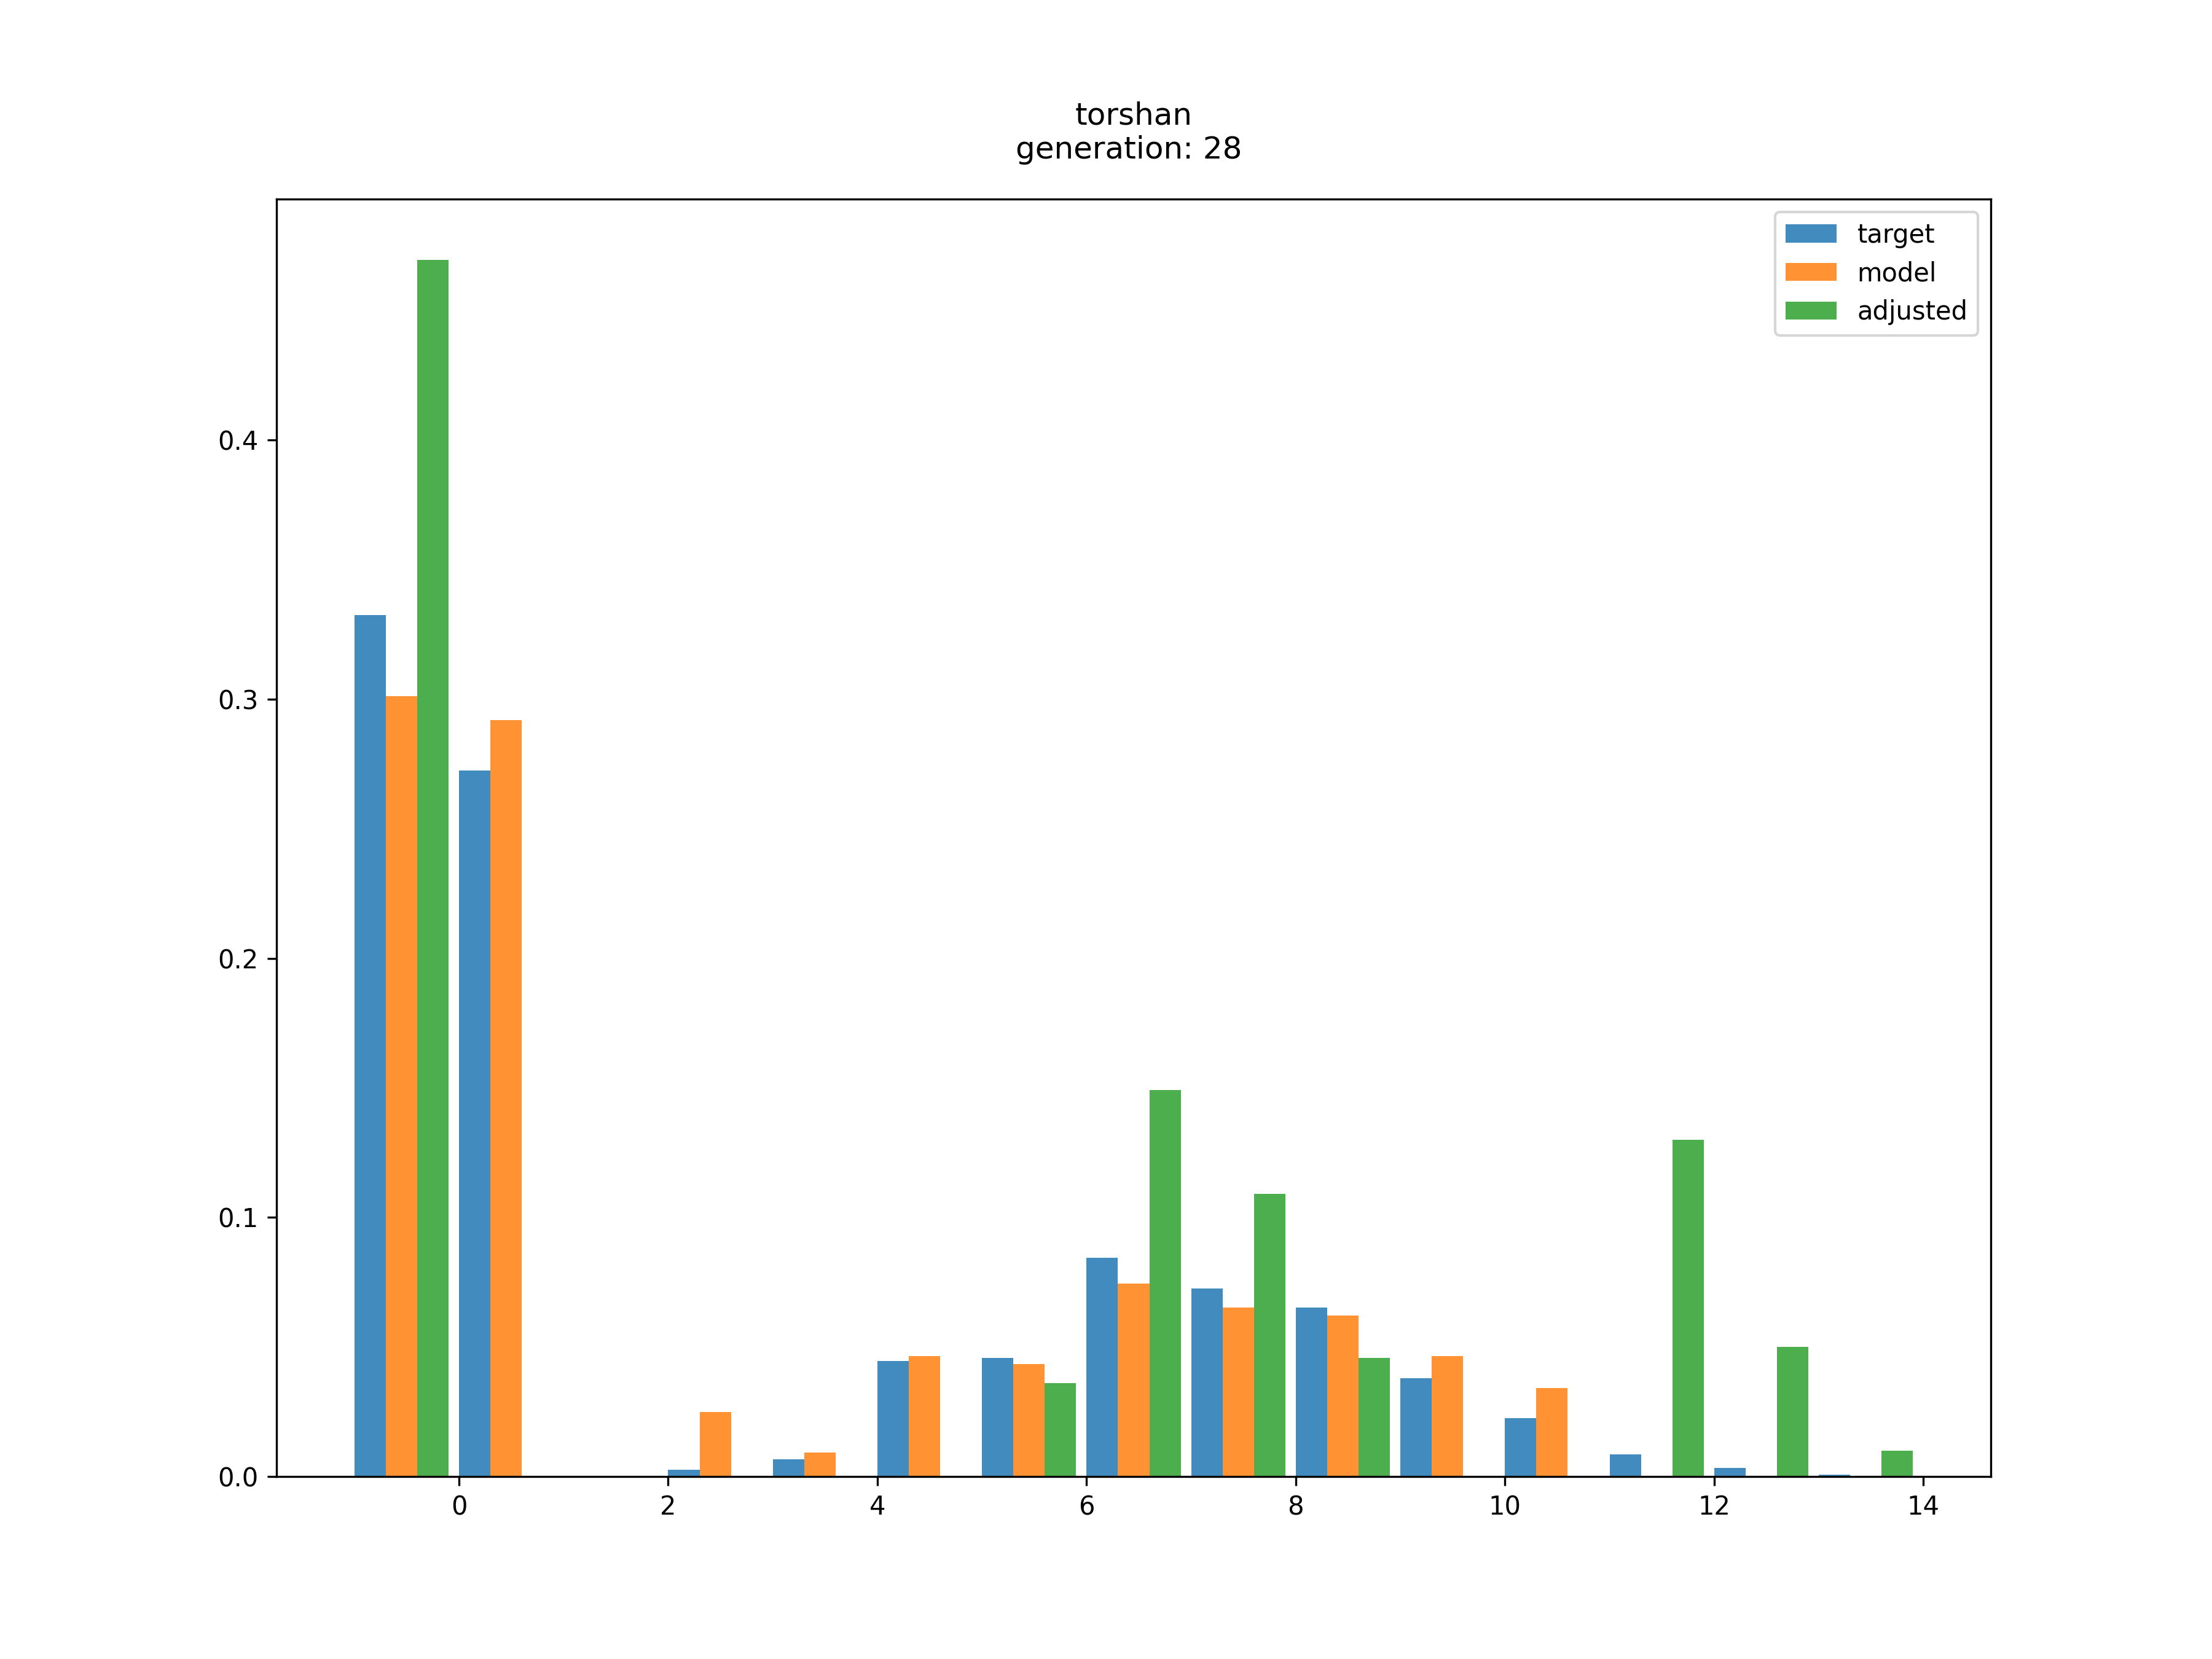 torshan
generation: 28
target
model
adjusted
0.4
0.3
0.2
0.1
0.0
0 2 4 6 8 10 12 14